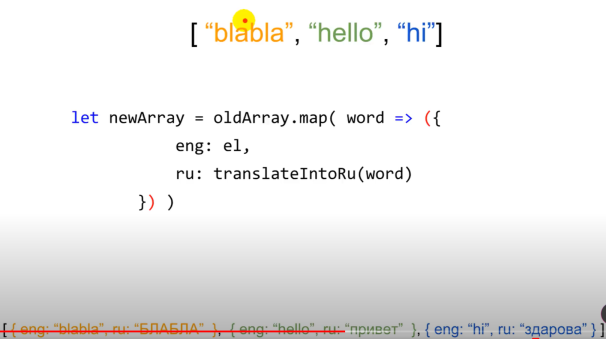 [ “blabla”, “hello”, “hi”]
let newArray = oldArray.map( word => ({
eng: el,
ru: translateIntoRu(word)
}) )
[ { eng: “blabla”, ru: “БЛАБЛА” }, { eng: “hello”, ru: “привет” }, { eng: “hi”, ru: “здарова” } ]